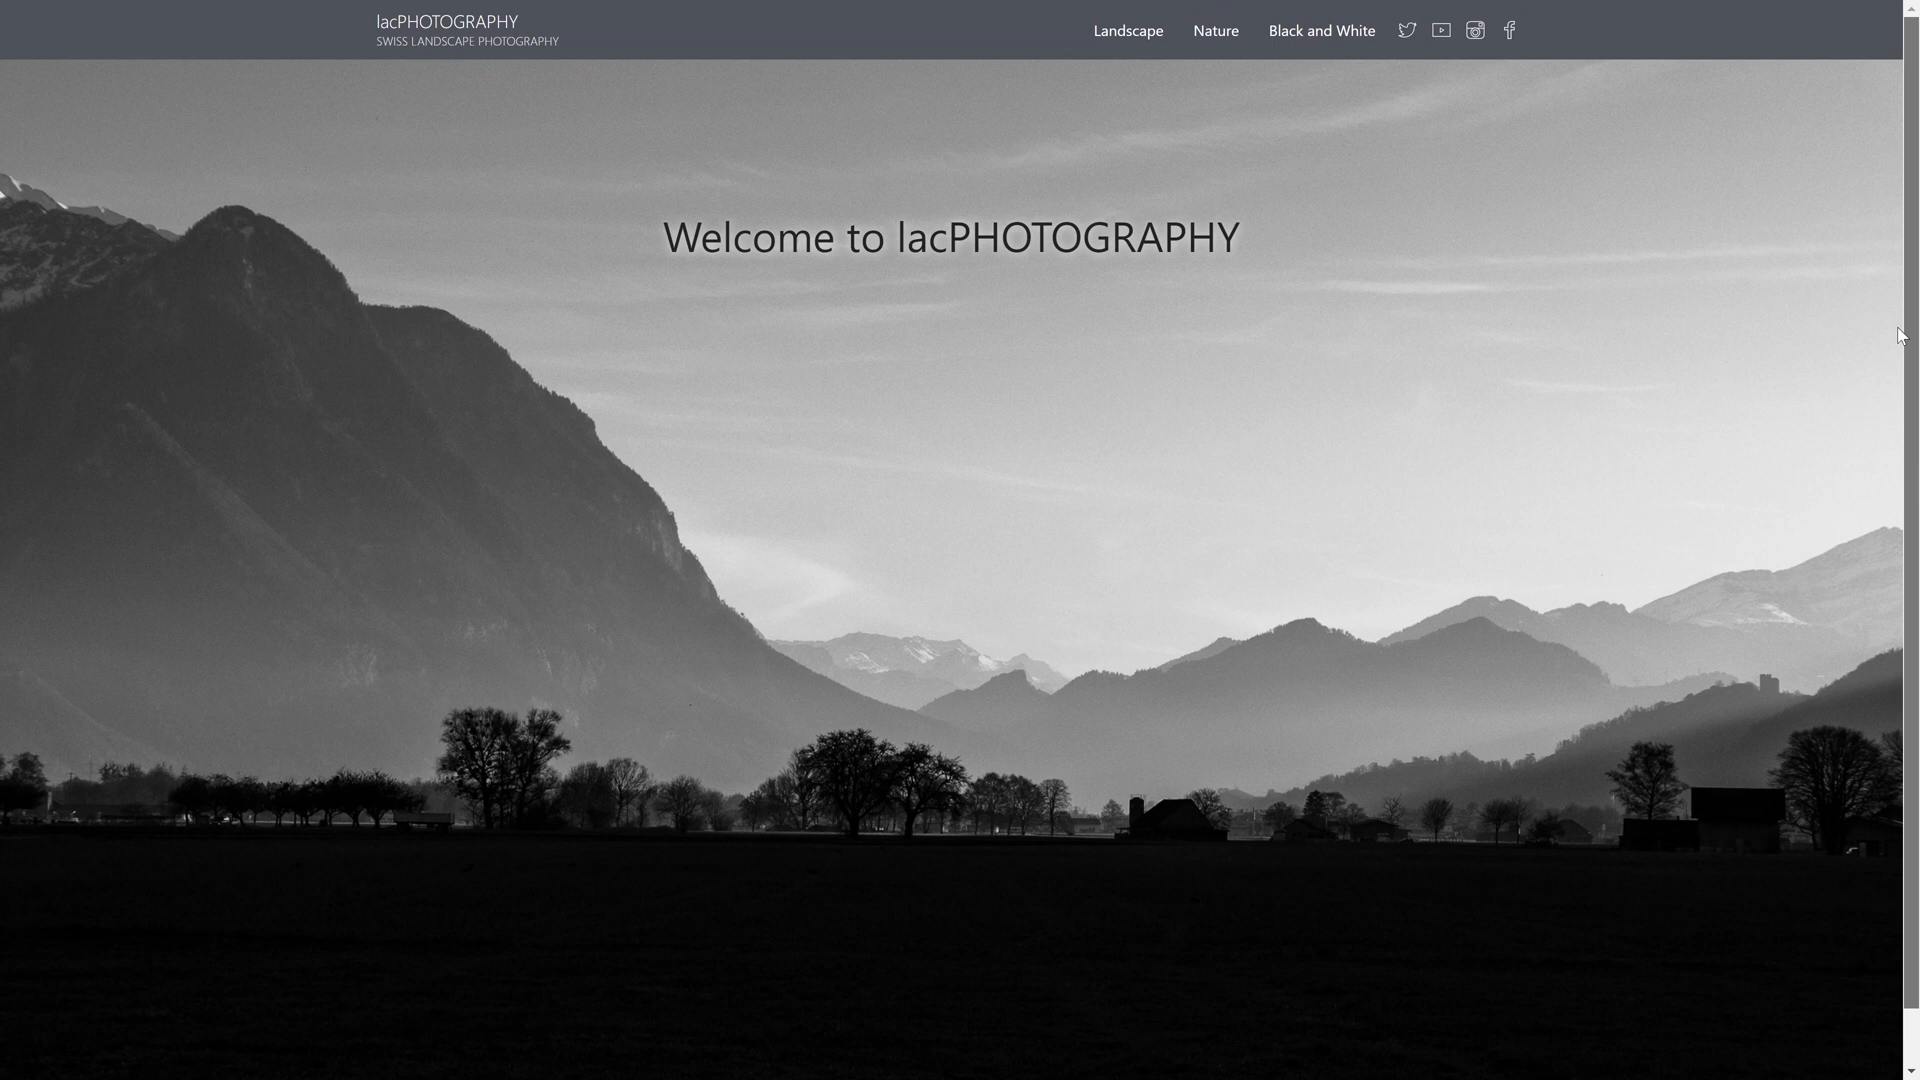 lacPHOTOGRAPHY
SWISS LANDSCAPE PHOTOGRAPHY
Landscape
Nature
Black and White
Welcome to lacPHOTOGRAPHY